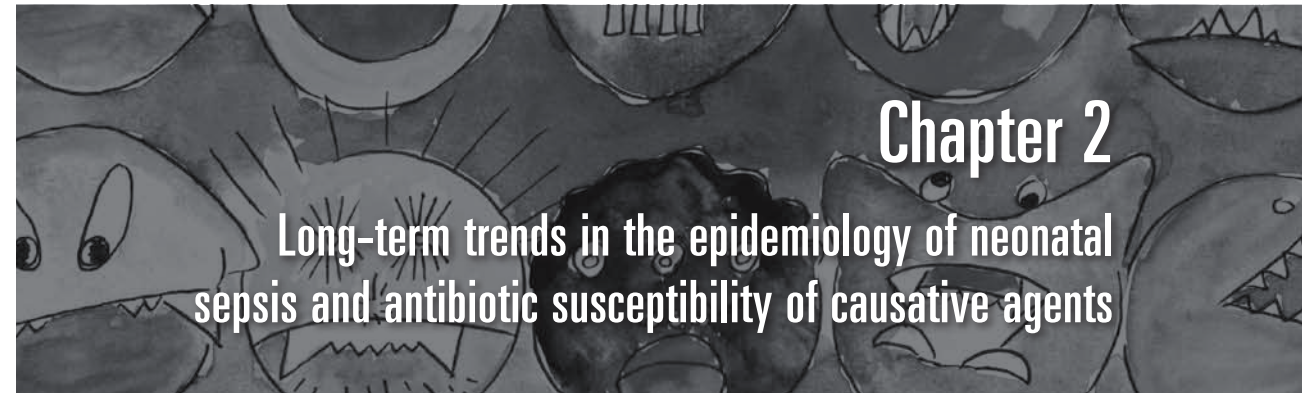 Chapter 2
Long-term trends in the epidemiology of neonatal
sepsis and antibiotic susceptibility of causative agents